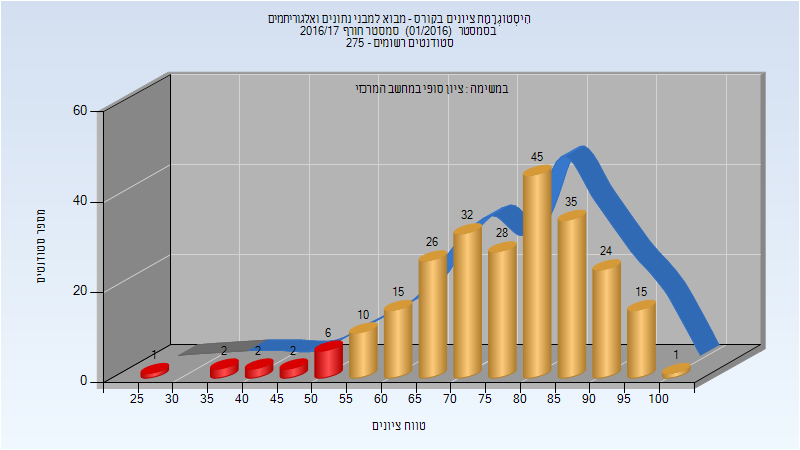 היסטוגרמת ציונים בקורס - מבוא למבני נתונים ואלגוריתמים
בסמסטר (01/2016) סמסטר חורף 2016/17
סטודנטים רשומים - 275
במשימה : ציון סופי במחשב המרכזי
60
40
20
0
מספר סטודנטים
1
2
2
2
6
10
15
26
32
28
45
35
24
15
1
25 30 35 40 45 50 55 60 65 70 75 80 85 90 95 100
טווח ציונים